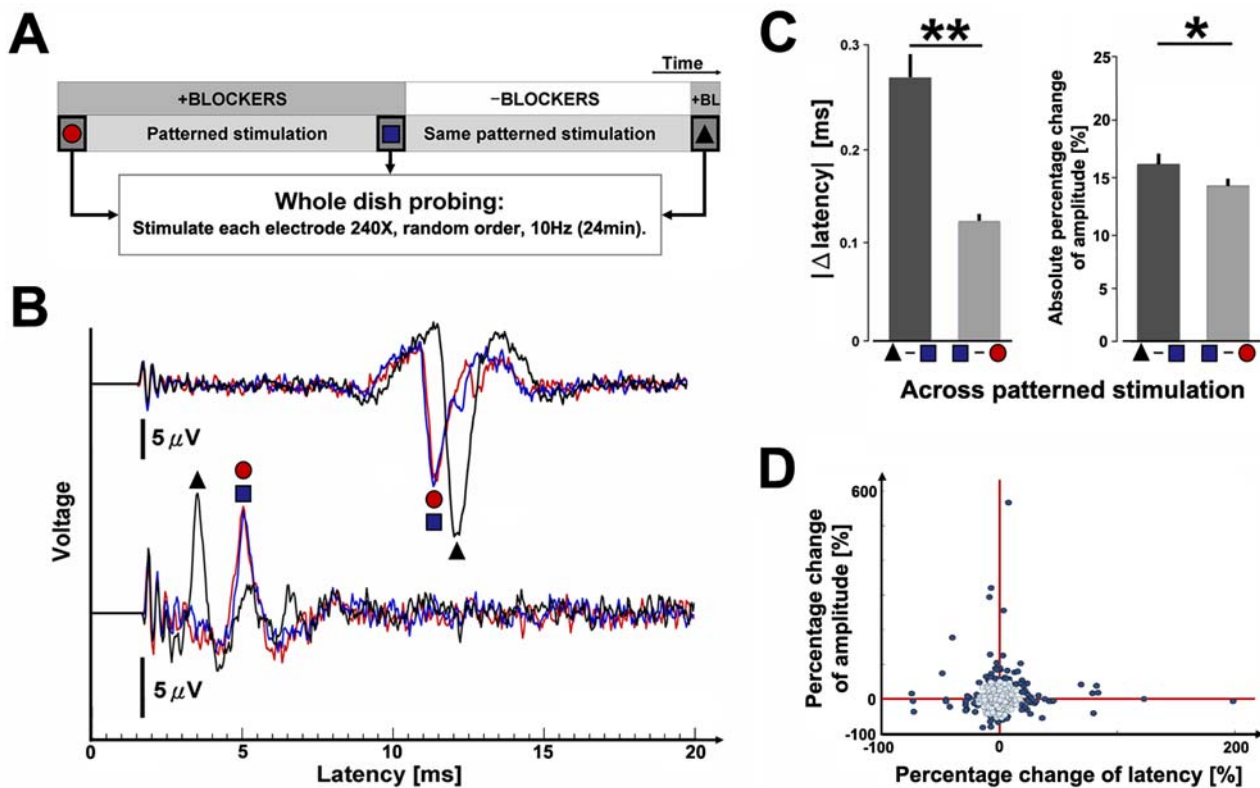 A
Time
+BLOCKERS
−BLOCKERS
+BL
Patterned stimulation
Same patterned stimulation
Whole dish probing:
Stimulate each electrode 240X, random order, 10Hz (24min).
B
Voltage
5 μV
5 μV
0
5
10
15
20
Latency [ms]
C
|Δ latency| [ms]
0.3
0.2
0.1
0
**
−
−
Absolute percentage change
of amplitude [%]
25
20
15
10
5
0
*
−
−
Across patterned stimulation
D
Percentage change
of amplitude [%]
600
0
-100
-100
0
200
Percentage change of latency [%]